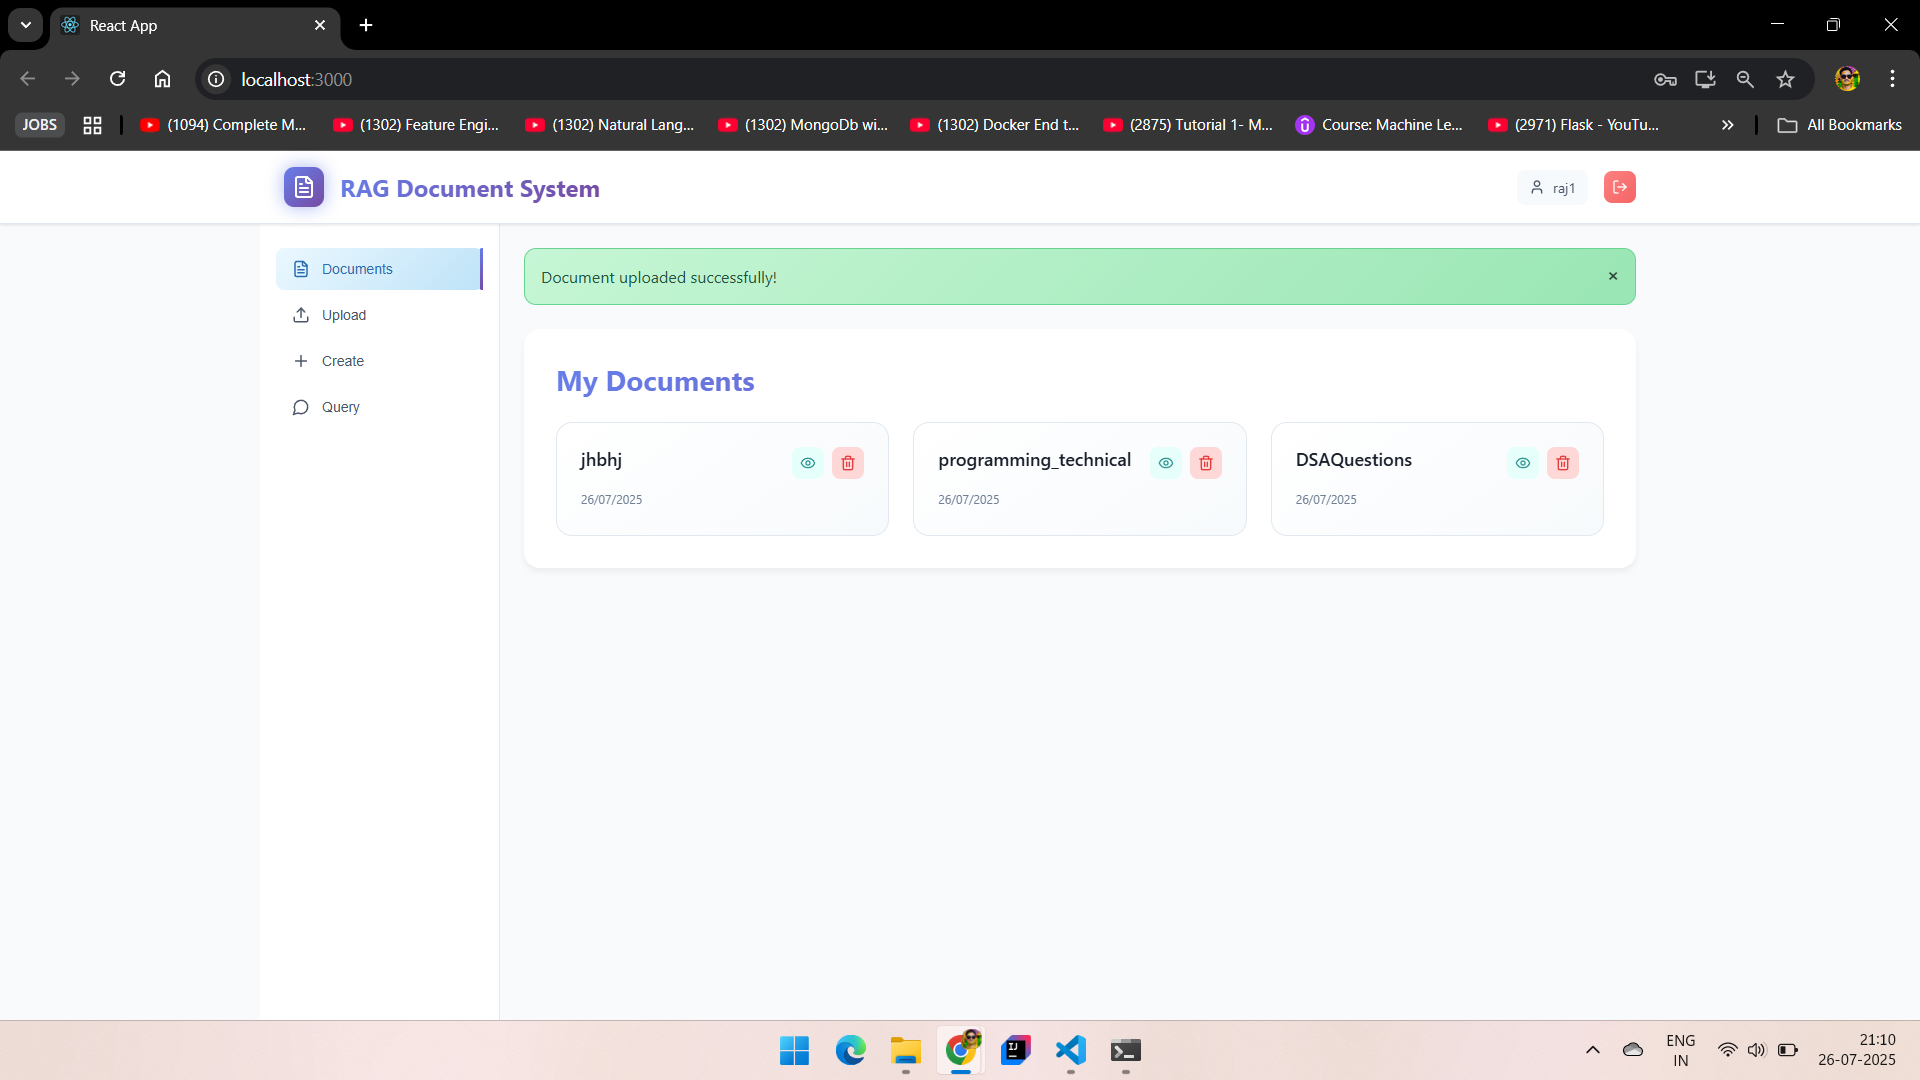 React App
localhost:3000
JOBS
(1094) Complete M...
(1302) Feature Engi...
(1302) Natural Lang...
(1302) MongoDb wi...
(1302) Docker End t...
(2875) Tutorial 1- M...
Course: Machine Le...
(2971) Flask - YouTu...
All Bookmarks
RAG Document System
raj1
Documents
Upload
Create
Query
Document uploaded successfully!
My Documents
jhbhj
26/07/2025
programming_technical
26/07/2025
DSAQuestions
26/07/2025
ENG
IN
21:10
26-07-2025